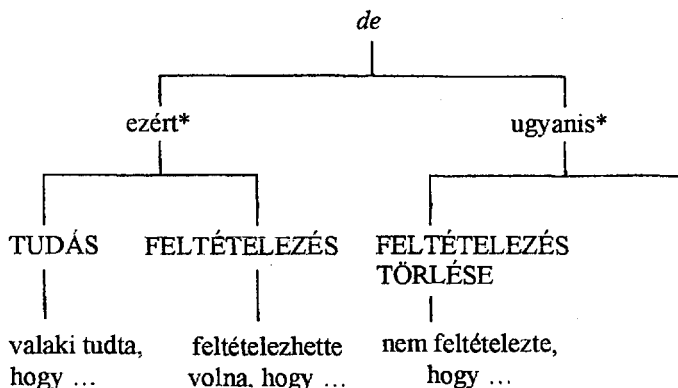 de
ezért* ugyanis*
TUDÁS FELTÉTELEZÉS FELTÉTELEZÉS
TÖRLÉSE
valaki tudta, feltételezhette nem feltételezte,
hogy ... volna, hogy ... hogy ...